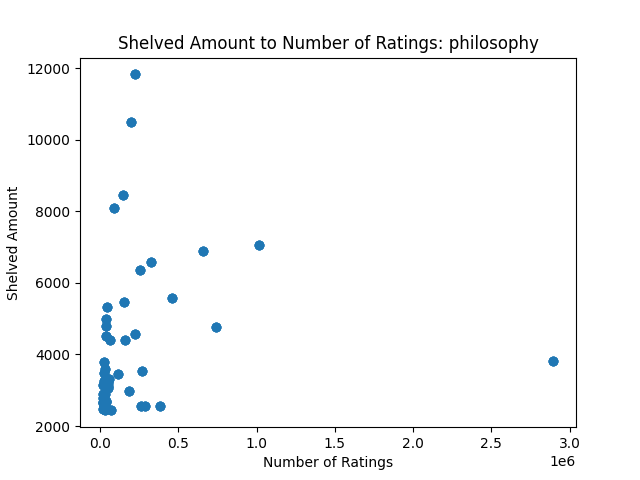 Shelved Amount to Number of Ratings: philosophy
12000
10000
8000
6000
4000
2000
Shelved Amount
0.0 0.5 1.0 1.5 2.0 2.5 3.0
1e6
Number of Ratings